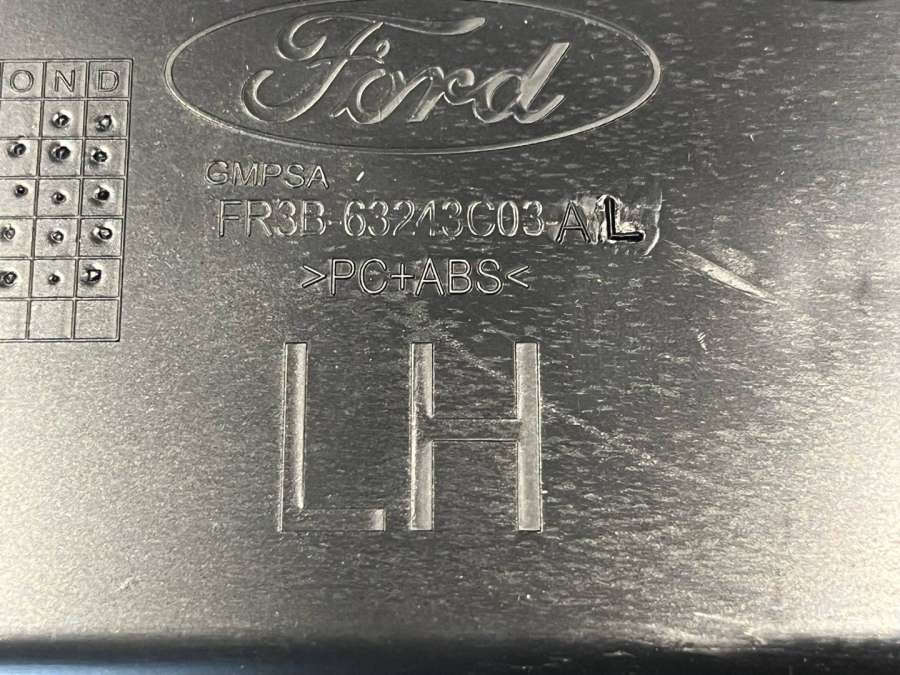 Ford
O N D
GMPSA
FR3B-63243C03-AL
>PC+ABS<
LH